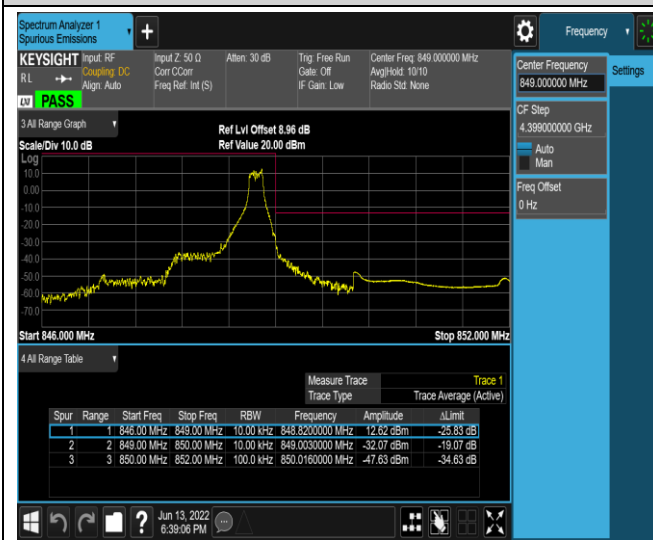 Spectrum Analyzer 1
Spurious Emissions
Frequency
KEYSIGHT
Input: RF
Coupling: DC
Align: Auto
Input Z: 50 Ω
Corr CCorr
Freq Ref: Int (S)
Atten: 30 dB
Trig: Free Run
Gate: Off
IF Gain: Low
Center Freq: 849.000000 MHz
Avg|Hold: 10/10
Radio Std: None
R L
LXI
PASS
3 All Range Graph
Scale/Div 10.0 dB
Ref Lvl Offset 8.96 dB
Ref Value 20.00 dBm
Log
10.0
0.00
-10.0
-20.0
-30.0
-40.0
-50.0
-60.0
-70.0
Start 846.000 MHz
Stop 852.000 MHz
4 All Range Table
Measure Trace Trace 1
Trace Type Trace Average (Active)
Spur Range Start Freq Stop Freq RBW Frequency Amplitude ΔLimit
1 1 846.00 MHz 849.00 MHz 10.00 kHz 848.8200000 MHz 12.62 dBm -25.83 dB
2 2 849.00 MHz 850.00 MHz 10.00 kHz 849.0030000 MHz -32.07 dBm -19.07 dB
3 3 850.00 MHz 852.00 MHz 100.0 kHz 850.0160000 MHz -47.63 dBm -34.63 dB
Jun 13, 2022
6:39:06 PM
Center Frequency
849.000000 MHz
Settings
CF Step
4.399000000 GHz
Auto
Man
Freq Offset
0 Hz